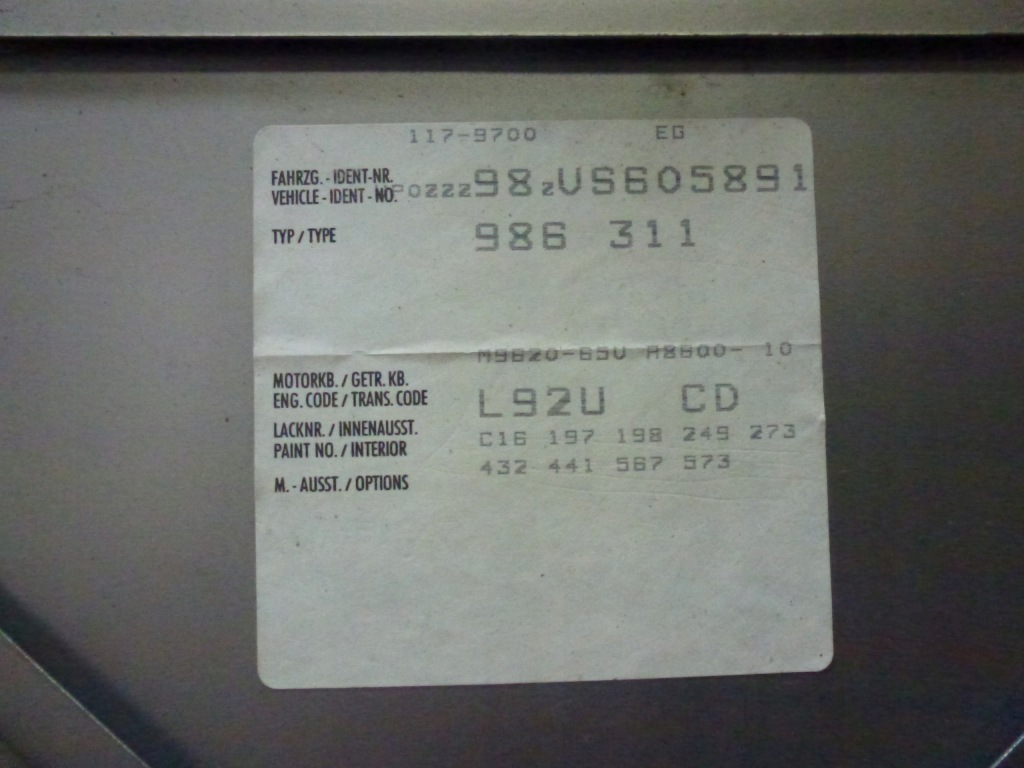 117-9700 EG
FAHRZG. - IDENT-NR.
VEHICLE - IDENT - NO. POZZZ98ZVS605891
TYP / TYPE 986 311
M9620-65U A8600- 10
MOTORKB. / GETR. KB.
ENG. CODE / TRANS. CODE L92U CD
LACKNR. / INNENAUSST.
PAINT NO. / INTERIOR C16 197 198 249 273
432 441 567 573
M. - AUSST. / OPTIONS